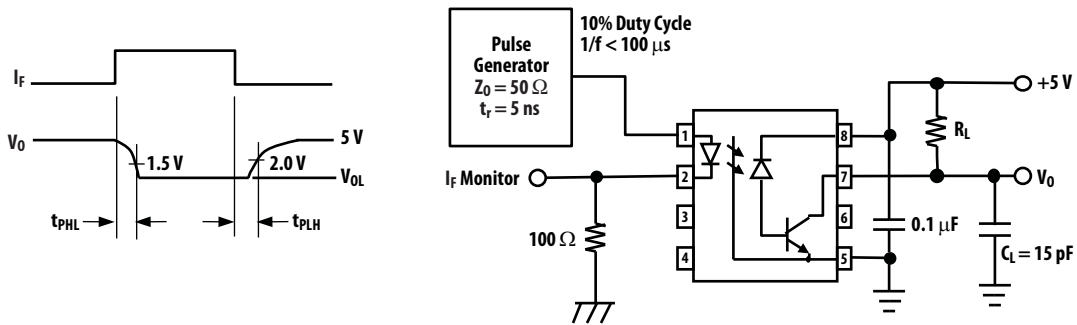 I_F
V_O
5 V
1.5 V
2.0 V
V_OL
t_PHL
t_PLH
10% Duty Cycle
1/f < 100 μs
Pulse
Generator
Z_O = 50 Ω
t_r = 5 ns
+5 V
1
8
R_L
I_F Monitor
2
7
V_O
3
6
0.1 μF
100 Ω
4
5
C_L = 15 pF